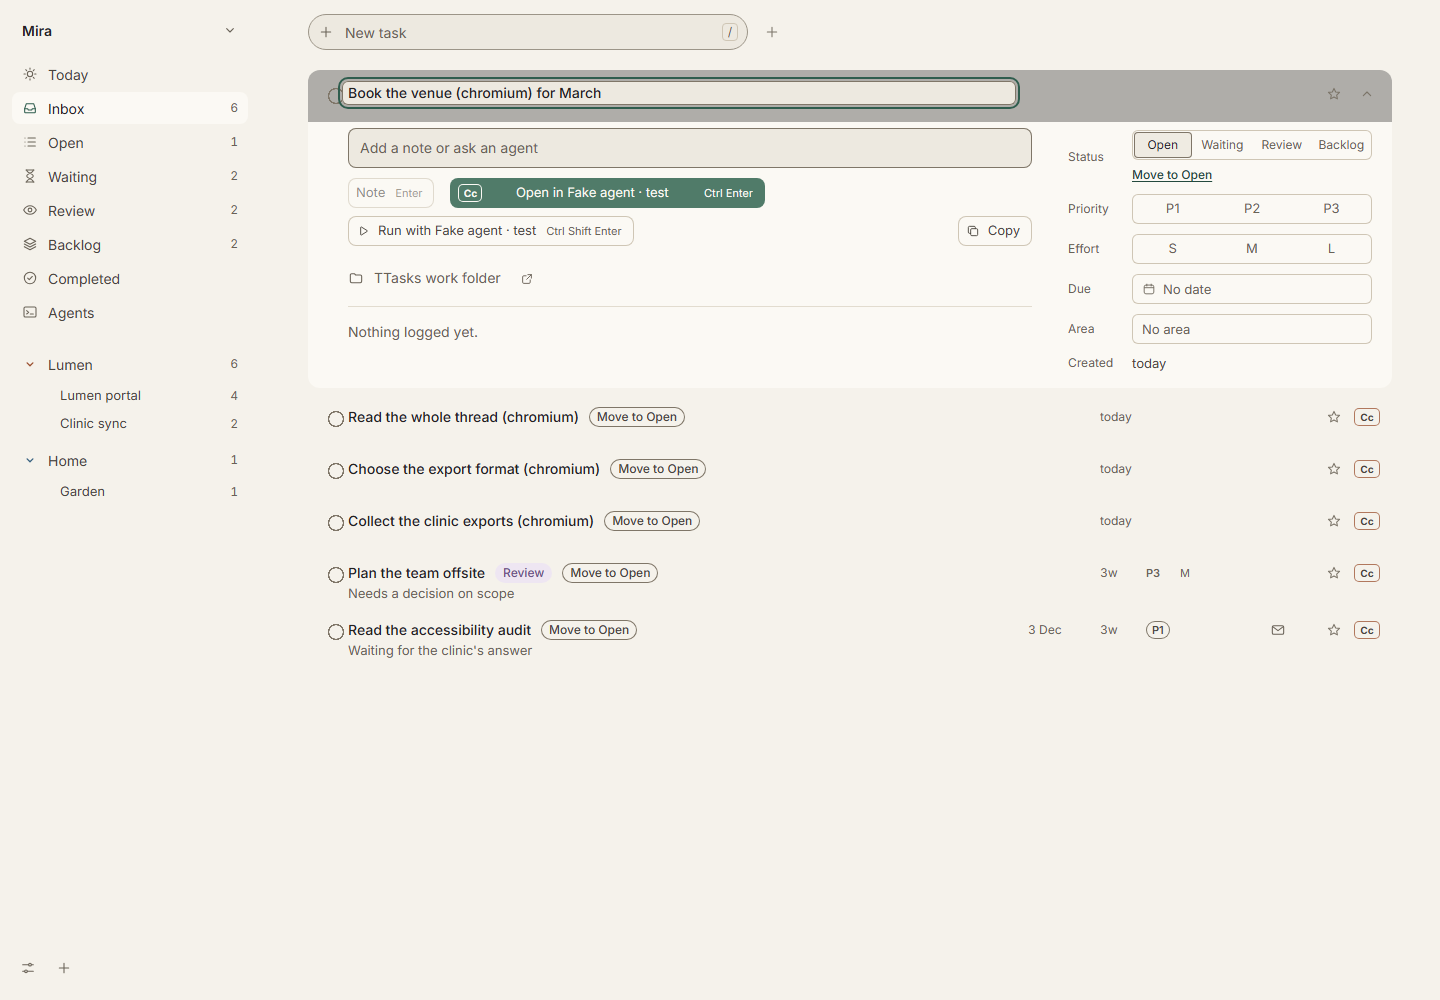 Mira
Today
Inbox 6
Open 1
Waiting 2
Review 2
Backlog 2
Completed
Agents
Lumen 6
Lumen portal 4
Clinic sync 2
Home 1
Garden 1
New task /
Book the venue (chromium) for March
Add a note or ask an agent
Note Enter
Cc Open in Fake agent · test Ctrl Enter
Run with Fake agent · test Ctrl Shift Enter
Copy
TTasks work folder
Nothing logged yet.
Status Open Waiting Review Backlog
Move to Open
Priority P1 P2 P3
Effort S M L
Due No date
Area No area
Created today
Read the whole thread (chromium) Move to Open today Cc
Choose the export format (chromium) Move to Open today Cc
Collect the clinic exports (chromium) Move to Open today Cc
Plan the team offsite Review Move to Open 3w P3 M Cc
Needs a decision on scope
Read the accessibility audit Move to Open 3 Dec 3w P1 Cc
Waiting for the clinic's answer